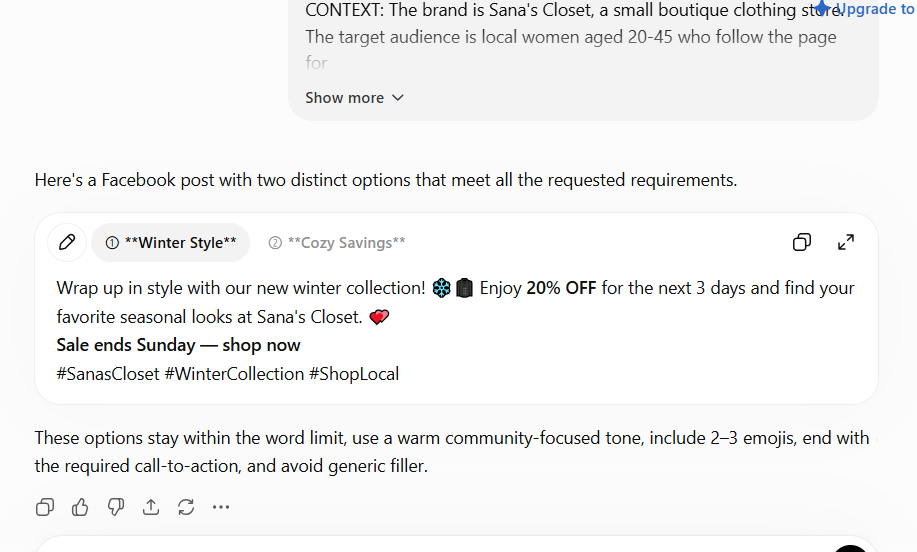 CONTEXT: The brand is Sana's Closet, a small boutique clothing store.
Upgrade to
The target audience is local women aged 20-45 who follow the page
for
Show more
Here's a Facebook post with two distinct options that meet all the requested requirements.
① **Winter Style**
② **Cozy Savings**
Wrap up in style with our new winter collection! ❄️🧥 Enjoy 20% OFF for the next 3 days and find your
favorite seasonal looks at Sana's Closet. 💕
Sale ends Sunday — shop now
#SanasCloset #WinterCollection #ShopLocal
These options stay within the word limit, use a warm community-focused tone, include 2–3 emojis, end with
the required call-to-action, and avoid generic filler.